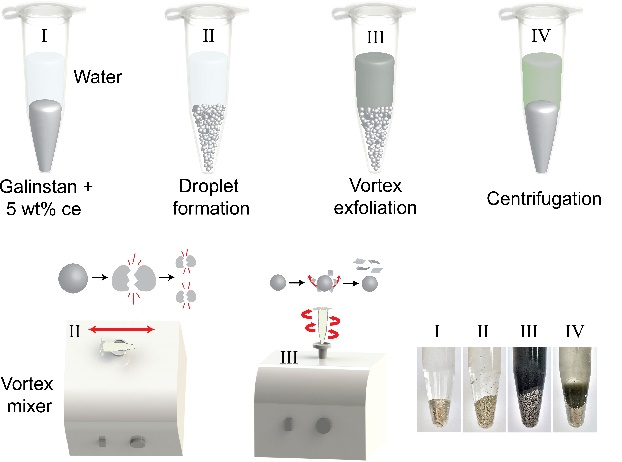 I
II
III
IV
Water
Galinstan +
5 wt% ce
Droplet
formation
Vortex
exfoliation
Centrifugation
II
III
Vortex
mixer
I
II
III
IV